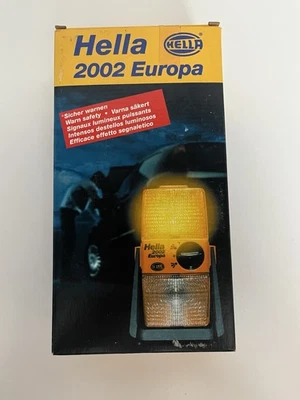 Hella
HELLA
2002 Europa
• Sicher warnen
Warn safety • Varna säkert
Signaux lumineux puissants
Intensos destellos luminosos
Efficace effetto segnaletico
Hella
2002
Europa